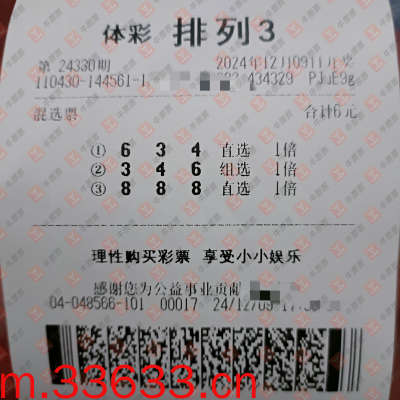 体彩 排列3
第 24330期 2024年12月09日开奖
110430-144561-1 434329 PJuE9g
混选票 合计6元
① 6 3 4 直选 1倍
② 3 4 6 组选 1倍
③ 8 8 8 直选 1倍
理性购买彩票 享受小小娱乐
感谢您为公益事业贡献
04-048566-101 00017 24/12/09
m.33633.cn